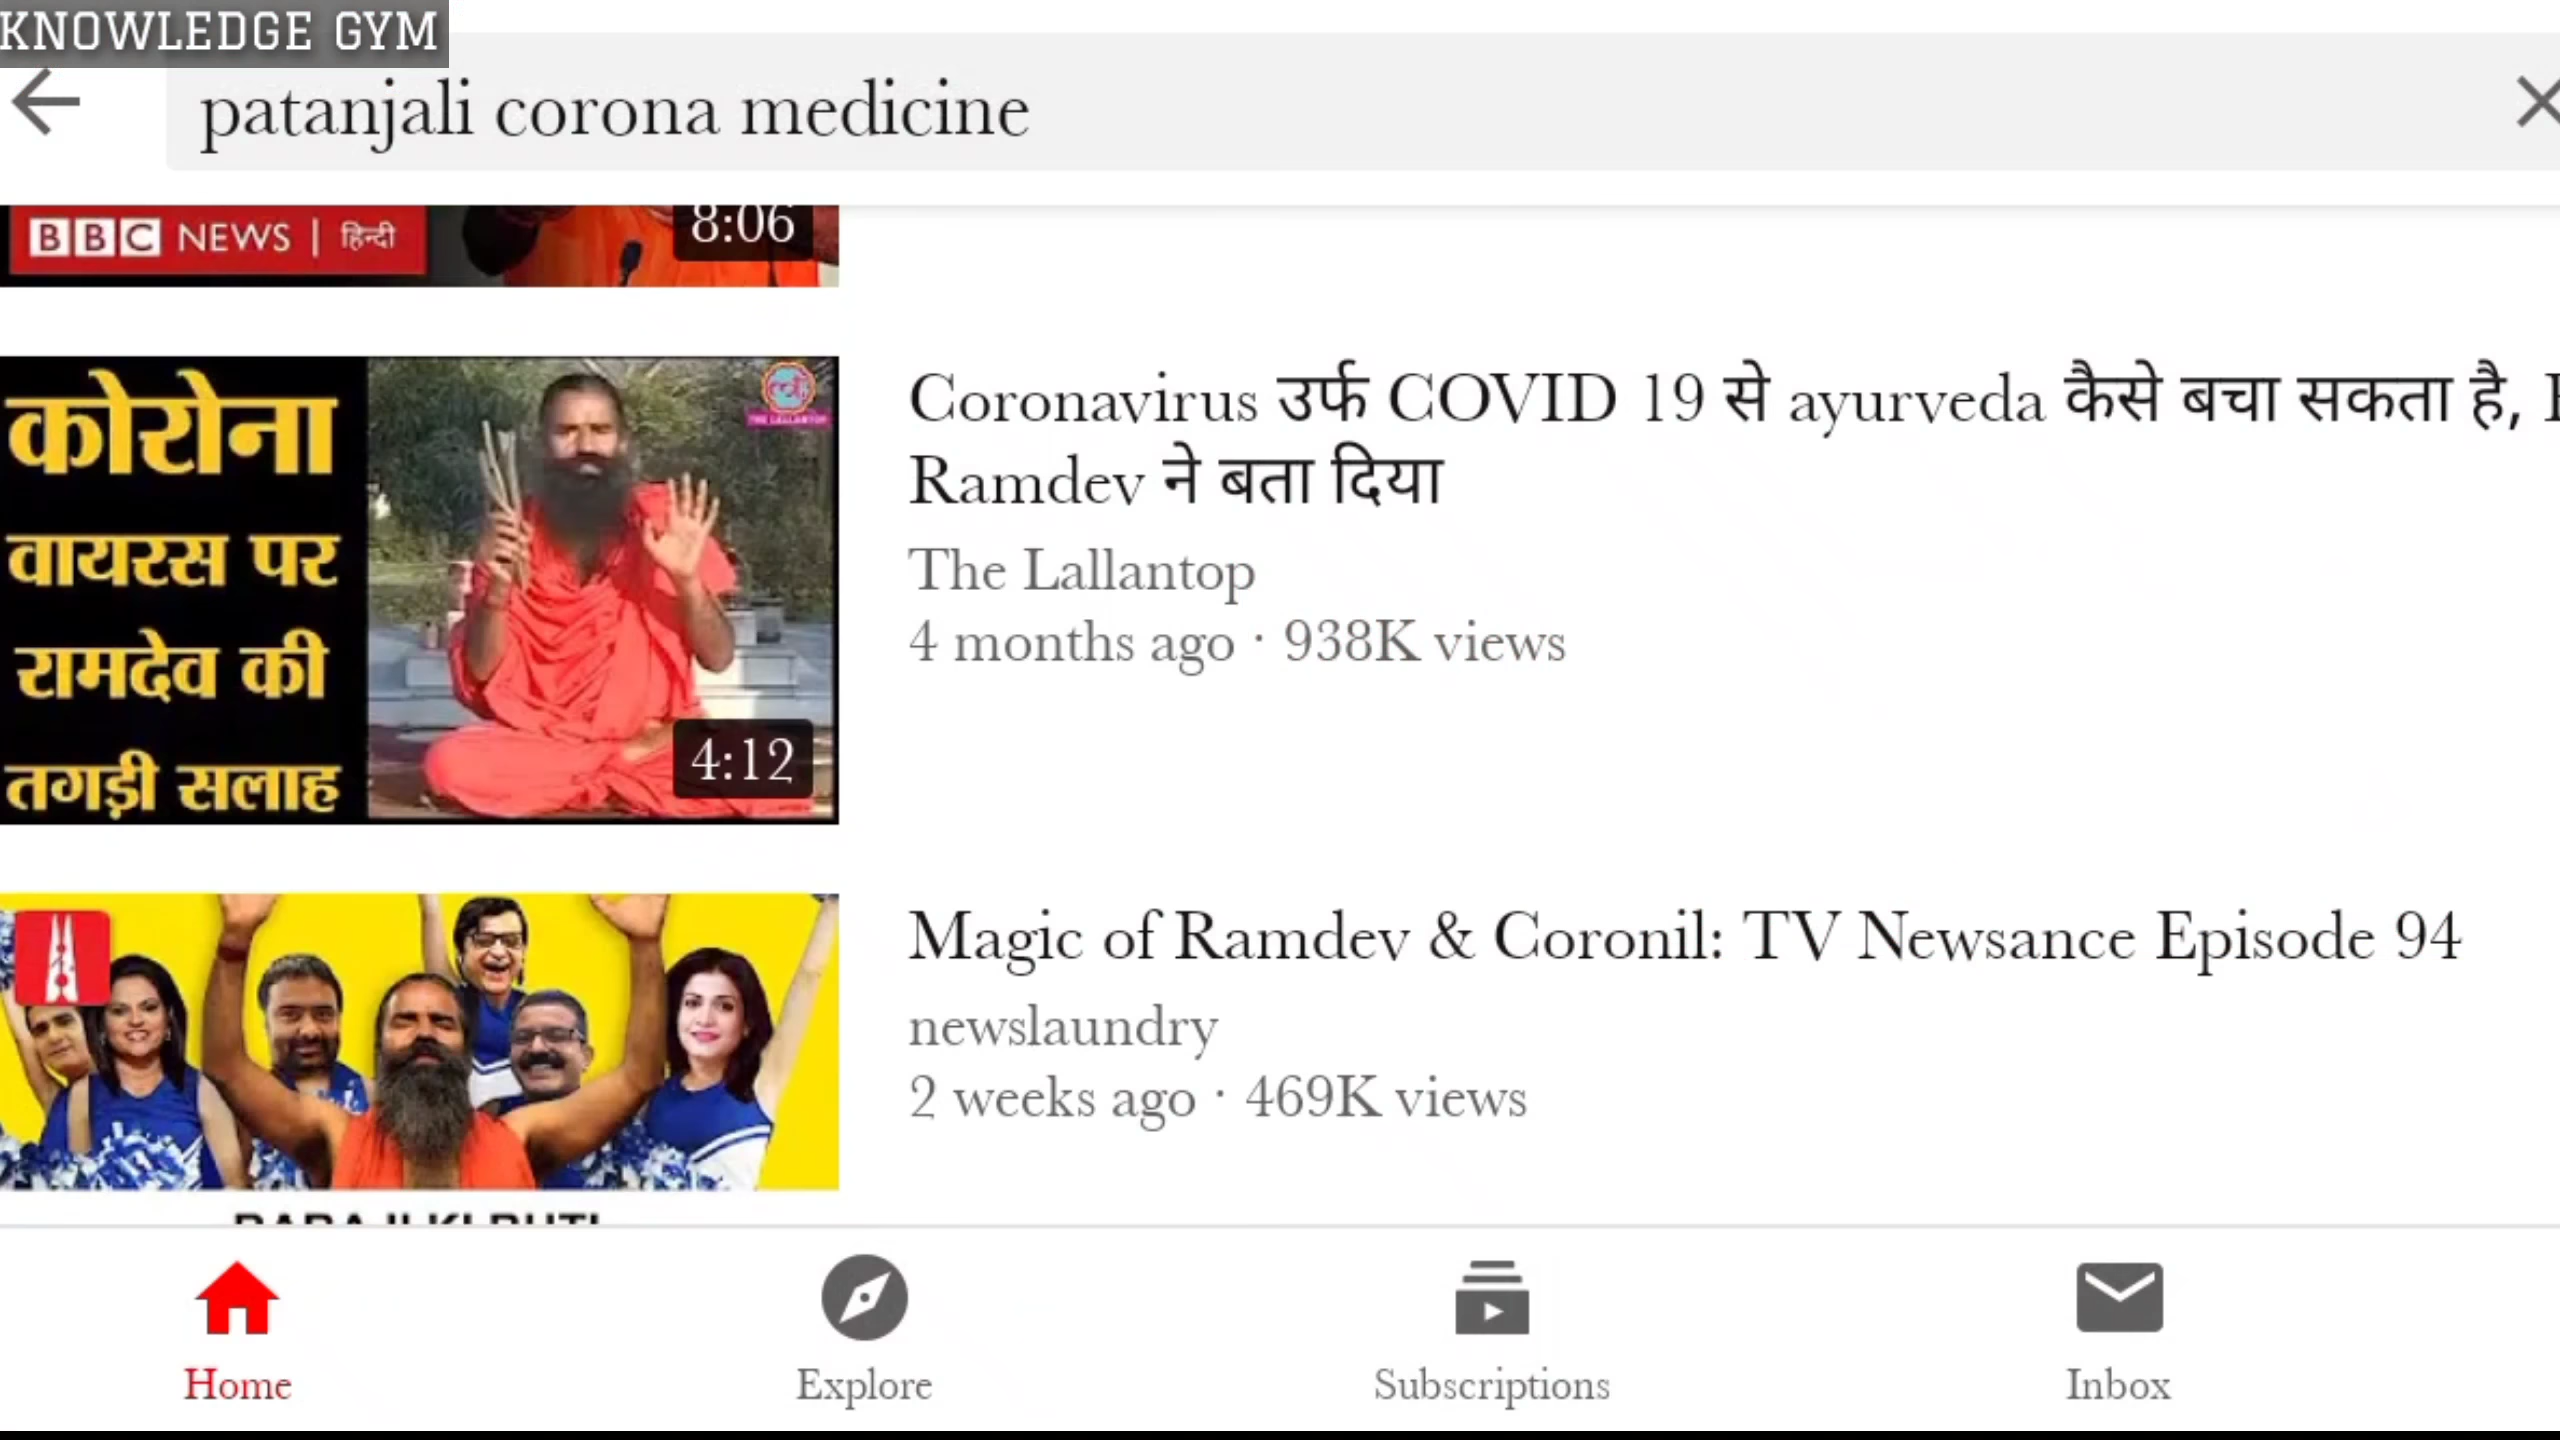 KNOWLEDGE GYM
patanjali corona medicine
BBC NEWS | हिन्दी
8:06
कोरोना
वायरस पर
रामदेव की
तगड़ी सलाह
THE LALLANTOP
4:12
Coronavirus उर्फ COVID 19 से ayurveda कैसे बचा सकता है,
Ramdev ने बता दिया
The Lallantop
4 months ago · 938K views
Magic of Ramdev & Coronil: TV Newsance Episode 94
newslaundry
2 weeks ago · 469K views
Home
Explore
Subscriptions
Inbox